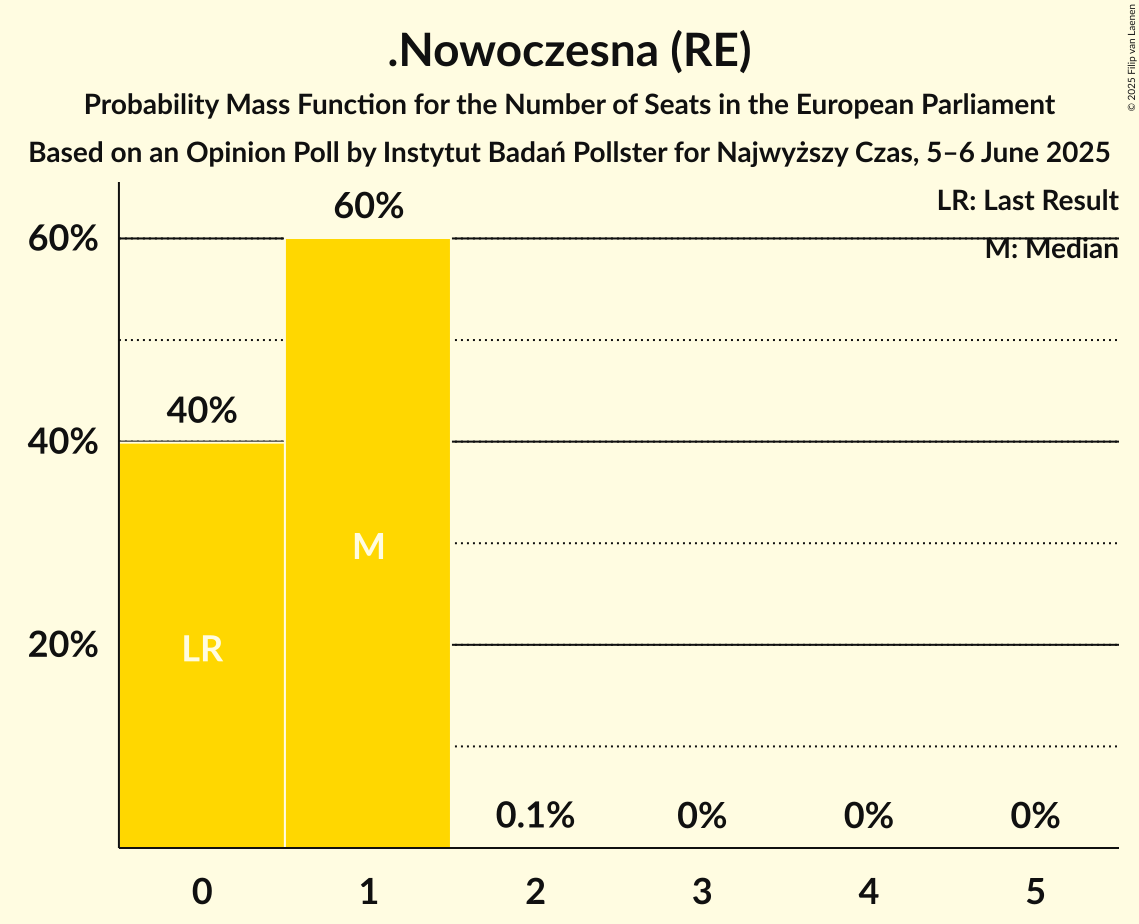 .Nowoczesna (RE)
Probability Mass Function for the Number of Seats in the European Parliament
Based on an Opinion Poll by Instytut Badań Pollster for Najwyższy Czas, 5–6 June 2025
© 2025 Filip van Laenen
LR: Last Result
M: Median
60%
40%
20%
40%
60%
0.1%
0%
0%
0%
LR
M
0
1
2
3
4
5